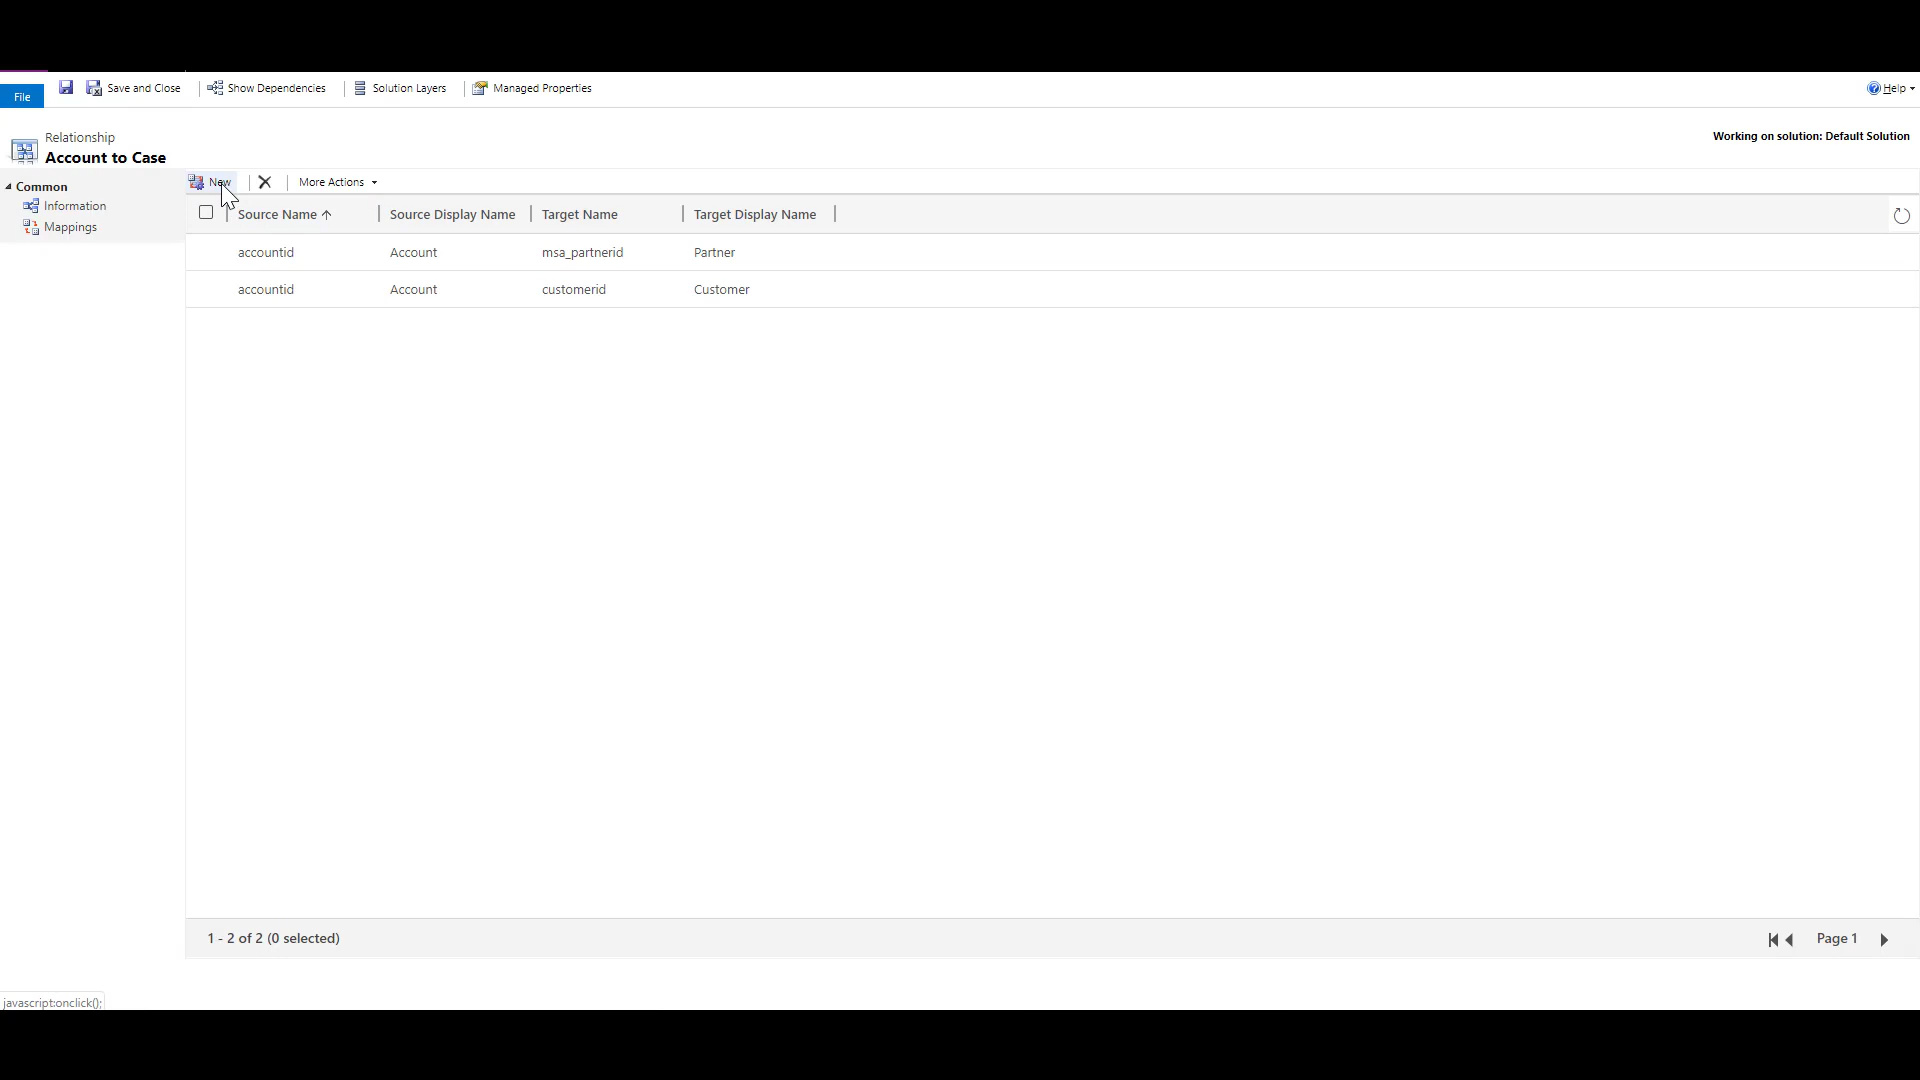 File
Save and Close
Show Dependencies
Solution Layers
Managed Properties
Help
Relationship
Account to Case
Working on solution: Default Solution
Common
Information
Mappings
New
More Actions
Source Name
Source Display Name
Target Name
Target Display Name
accountid Account msa_partnerid Partner
accountid Account customerid Customer
1 - 2 of 2 (0 selected)
Page 1
javascript:onclick();